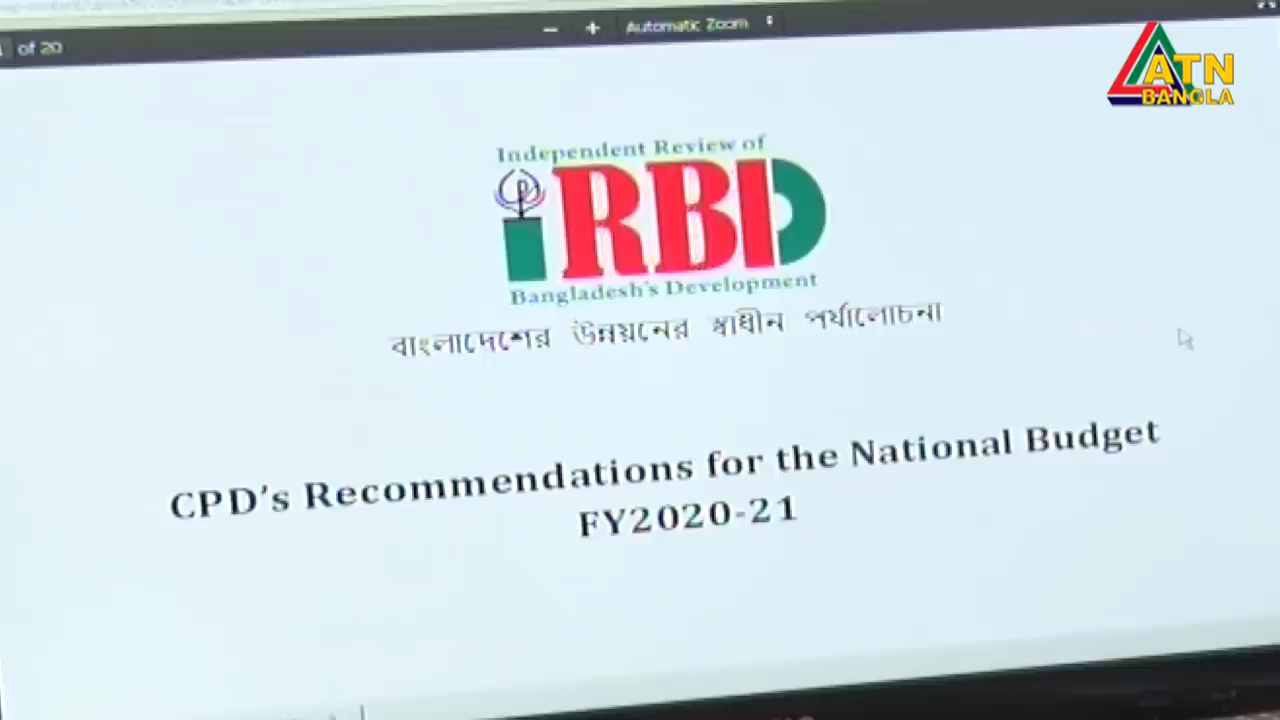 of 20
Automatic Zoom
ATN
BANGLA
Independent Review of
iRBD
Bangladesh's Development
বাংলাদেশের উন্নয়নের স্বাধীন পর্যালোচনা
CPD's Recommendations for the National Budget
FY2020-21